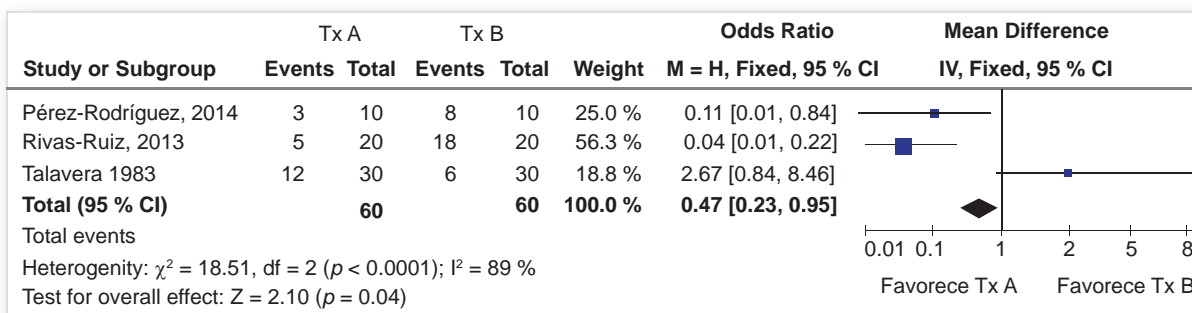 Tx A Tx B Odds Ratio Mean Difference
Study or Subgroup Events Total Events Total Weight M = H, Fixed, 95 % CI IV, Fixed, 95 % CI
Pérez-Rodríguez, 2014 3 10 8 10 25.0 % 0.11 [0.01, 0.84]
Rivas-Ruiz, 2013 5 20 18 20 56.3 % 0.04 [0.01, 0.22]
Talavera 1983 12 30 6 30 18.8 % 2.67 [0.84, 8.46]
Total (95 % CI) 60 60 100.0 % 0.47 [0.23, 0.95]
Total events
0.01 0.1 1 2 5 8
Heterogenity: χ² = 18.51, df = 2 (p < 0.0001); I² = 89 %
Favorece Tx A Favorece Tx B
Test for overall effect: Z = 2.10 (p = 0.04)